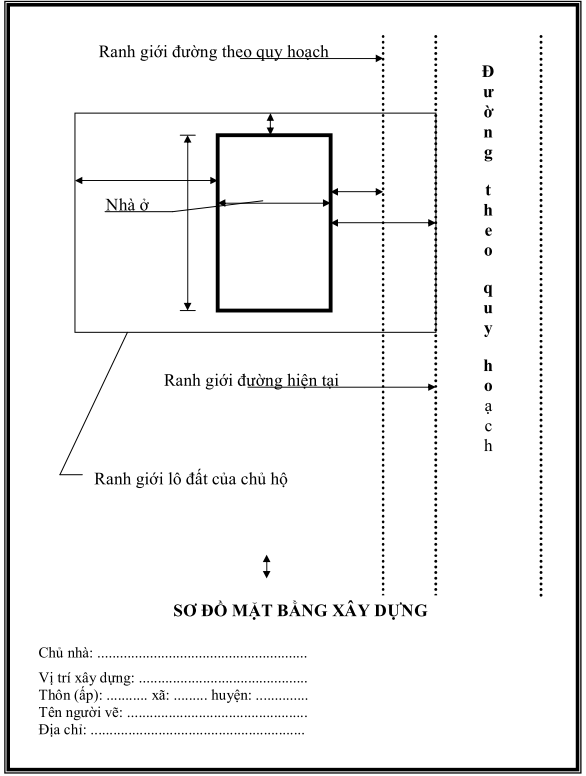 Ranh giới đường theo quy hoạch
Đường theo quy hoạch
Nhà ở
Ranh giới đường hiện tại
Ranh giới lô đất của chủ hộ
SƠ ĐỒ MẶT BẰNG XÂY DỰNG
Chủ nhà: ........................................................
Vị trí xây dựng: .............................................
Thôn (ấp): ........... xã: ......... huyện: ..............
Tên người vẽ: ................................................
Địa chỉ: .........................................................